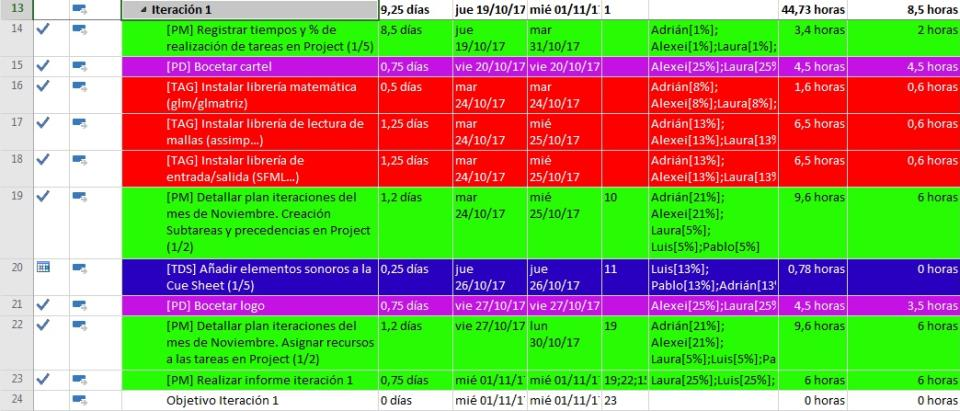 13 Iteración 1 9,25 días jue 19/10/17 mié 01/11/1 1 44,73 horas 8,5 horas
14 [PM] Registrar tiempos y % de 8,5 días jue mar Adrián[1%]; 3,4 horas 2 horas
realización de tareas en Project (1/5) 19/10/17 31/10/17 Alexei[1%];Laura[1%];
15 [PD] Bocetar cartel 0,75 días vie 20/10/17 vie 20/10/17 Alexei[25%];Laura[25% 4,5 horas 4,5 horas
16 [TAG] Instalar librería matemática 0,5 días mar mar Adrián[8%]; 1,6 horas 0,6 horas
(glm/glmatriz) 24/10/17 24/10/17 Alexei[8%];Laura[8%];
17 [TAG] Instalar librería de lectura de 1,25 días mar mié Adrián[13%]; 6,5 horas 0,6 horas
mallas (assimp...) 24/10/17 25/10/17 Alexei[13%];Laura[13%
18 [TAG] Instalar librería de 1,25 días mar mié Adrián[13%]; 6,5 horas 0,6 horas
entrada/salida (SFML...) 24/10/17 25/10/17 Alexei[13%];Laura[13%
19 [PM] Detallar plan iteraciones del 1,2 días mar mié 10 Adrián[21%]; 9,6 horas 6 horas
mes de Noviembre. Creación 24/10/17 25/10/17 Alexei[21%];
Subtareas y precedencias en Project Laura[5%];
(1/2) Luis[5%];Pablo[5%]
20 [TDS] Añadir elementos sonoros a la 0,25 días jue jue 11 Luis[13%]; 0,78 horas 0 horas
Cue Sheet (1/5) 26/10/17 26/10/17 Pablo[13%];Adrián[13
21 [PD] Bocetar logo 0,75 días vie 27/10/17 vie 27/10/17 Alexei[25%];Laura[25% 4,5 horas 3,5 horas
22 [PM] Detallar plan iteraciones del 1,2 días vie 27/10/17 lun 19 Adrián[21%]; 9,6 horas 6 horas
mes de Noviembre. Asignar recursos 30/10/17 Alexei[21%];
a las tareas en Project (1/2) Laura[5%];Luis[5%];Pa
23 [PM] Realizar informe iteración 1 0,75 días mié 01/11/1 mié 01/11/1 19;22;1 Laura[25%];Luis[25%]; 6 horas 6 horas
24 Objetivo Iteración 1 0 días mié 01/11/1 mié 01/11/1 23 0 horas 0 horas